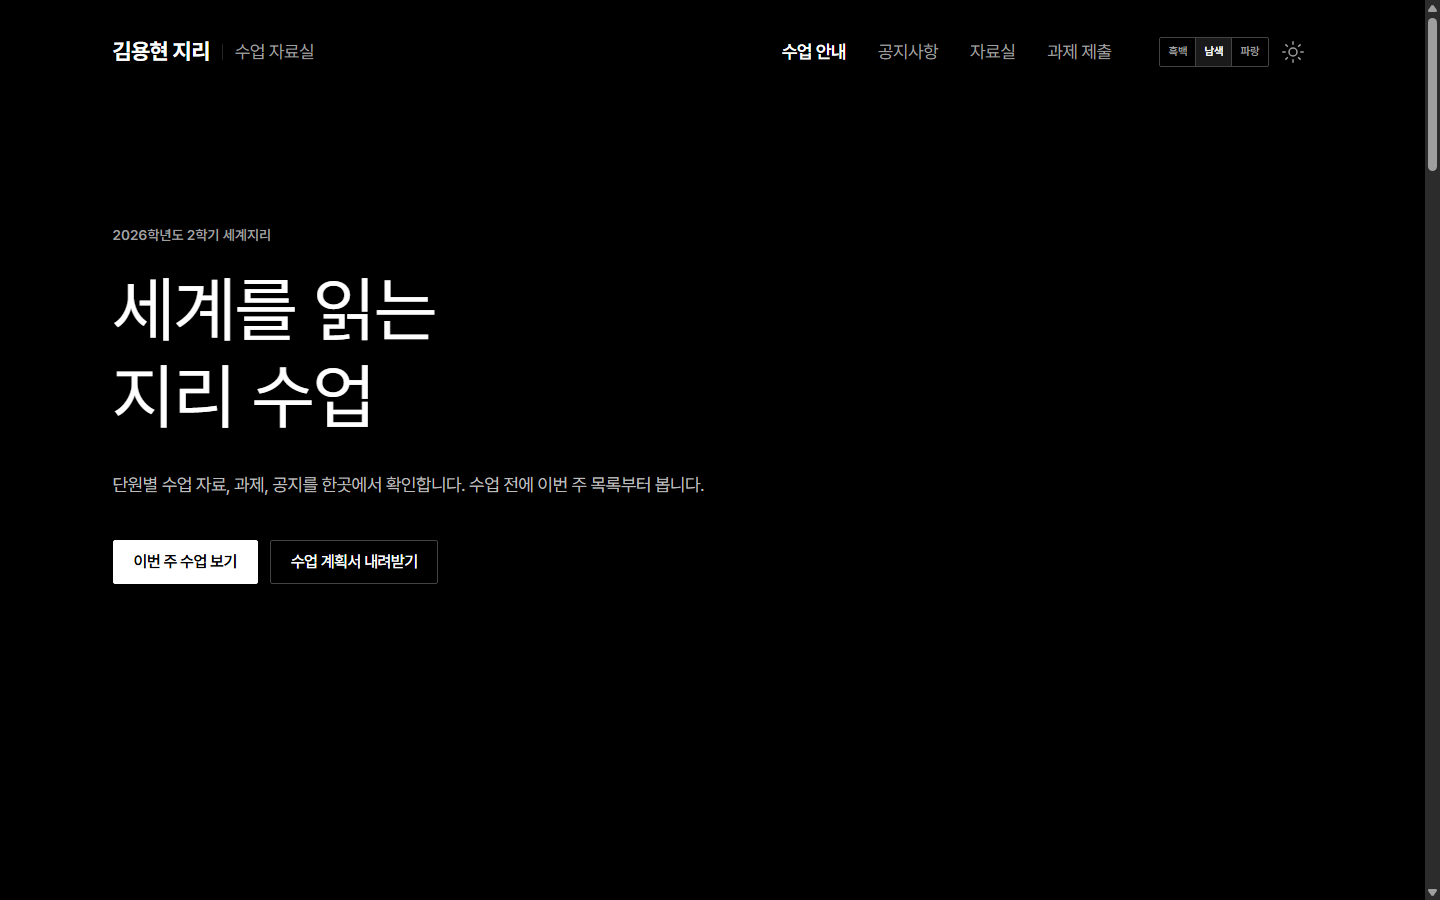 김용현 지리 수업 자료실 수업 안내 공지사항 자료실 과제 제출 흑백 남색 파랑
2026학년도 2학기 세계지리
세계를 읽는
지리 수업
단원별 수업 자료, 과제, 공지를 한곳에서 확인합니다. 수업 전에 이번 주 목록부터 봅니다.
이번 주 수업 보기 수업 계획서 내려받기